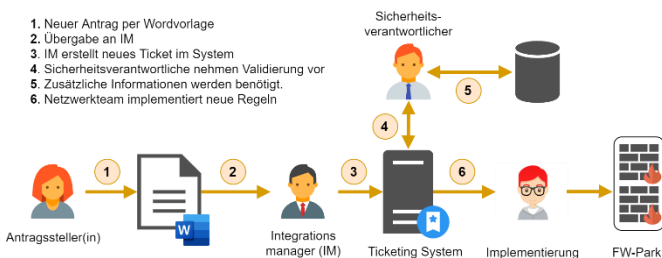 1. Neuer Antrag per Wordvorlage
2. Übergabe an IM
3. IM erstellt neues Ticket im System
4. Sicherheitsverantwortliche nehmen Validierung vor
5. Zusätzliche Informationen werden benötigt.
6. Netzwerkteam implementiert neue Regeln
Sicherheits-
verantwortlicher
5
4
1
2
3
6
W
Antragssteller(in)
Integrations
manager (IM)
Ticketing System
Implementierung
FW-Park